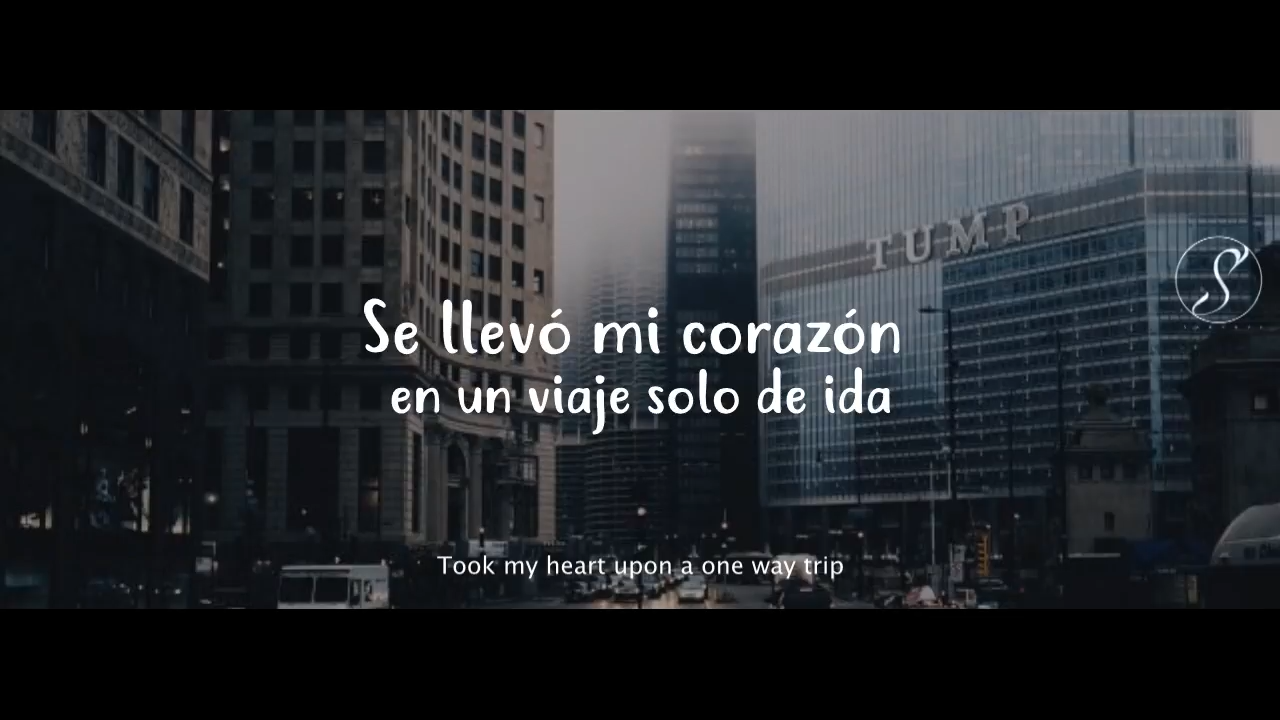 TUMP
S
Se llevó mi corazón
en un viaje solo de ida
Took my heart upon a one way trip